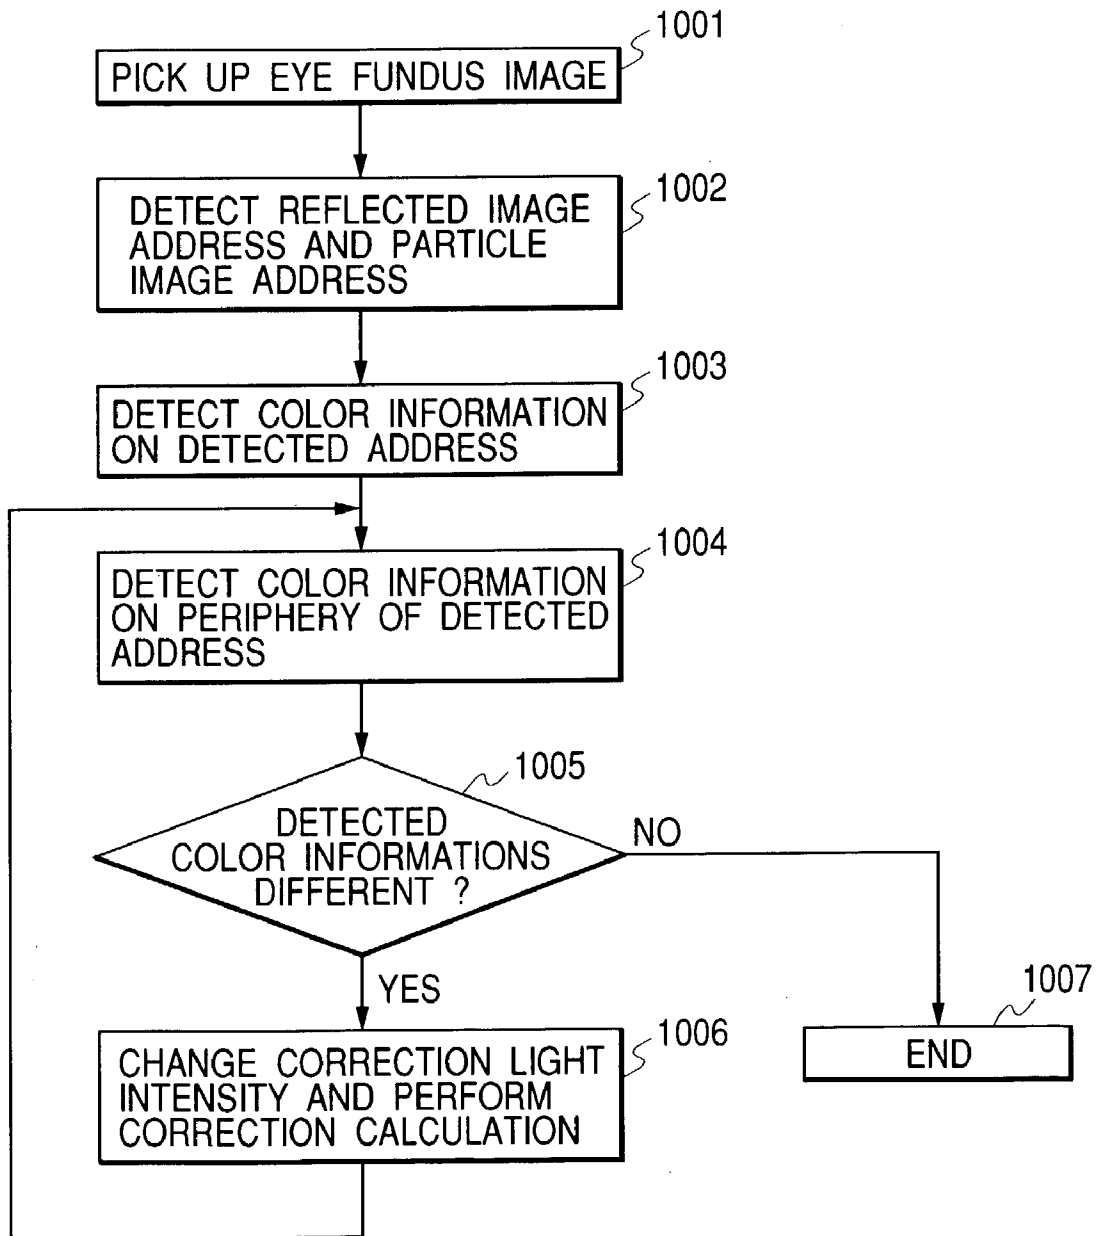 1001
PICK UP EYE FUNDUS IMAGE
1002
DETECT REFLECTED IMAGE
ADDRESS AND PARTICLE
IMAGE ADDRESS
1003
DETECT COLOR INFORMATION
ON DETECTED ADDRESS
1004
DETECT COLOR INFORMATION
ON PERIPHERY OF DETECTED
ADDRESS
1005
DETECTED
COLOR INFORMATIONS
DIFFERENT ?
NO
YES
1006
CHANGE CORRECTION LIGHT
INTENSITY AND PERFORM
CORRECTION CALCULATION
1007
END